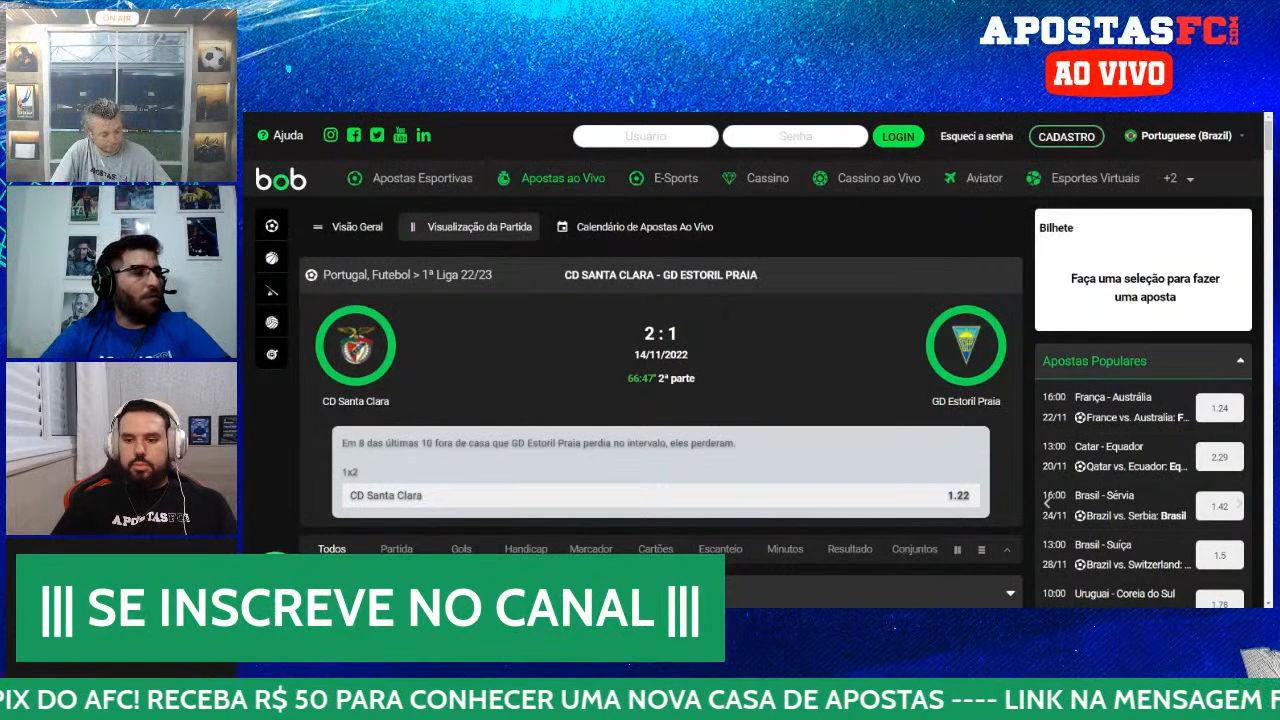 ON AIR
APOSTASFC.COM
AO VIVO
Ajuda
Usuário
Senha
LOGIN
Esqueci a senha
CADASTRO
Portuguese (Brazil)
bob
Apostas Esportivas
Apostas ao Vivo
E-Sports
Cassino
Cassino ao Vivo
Aviator
Esportes Virtuais
+2
Visão Geral
Visualização da Partida
Calendário de Apostas Ao Vivo
Bilhete
Faça uma seleção para fazer
uma aposta
Portugal, Futebol > 1ª Liga 22/23
CD SANTA CLARA - GD ESTORIL PRAIA
2 : 1
14/11/2022
66:47' 2ª parte
CD Santa Clara
GD Estoril Praia
Em 8 das últimas 10 fora de casa que GD Estoril Praia perdia no intervalo, eles perderam.
1x2
CD Santa Clara 1.22
Todos Partida Gols Handicap Marcador Cartões Escanteio Minutos Resultado Conjuntos
Apostas Populares
16:00 França - Austrália
22/11 France vs. Australia: F... 1.24
13:00 Catar - Equador
20/11 Qatar vs. Ecuador: Eq... 2.29
16:00 Brasil - Sérvia
24/11 Brazil vs. Serbia: Brasil 1.42
13:00 Brasil - Suíça
28/11 Brazil vs. Switzerland: ... 1.5
10:00 Uruguai - Coreia do Sul
1.78
APOSTASFC
||| SE INSCREVE NO CANAL |||
PIX DO AFC! RECEBA R$ 50 PARA CONHECER UMA NOVA CASA DE APOSTAS ---- LINK NA MENSAGEM F